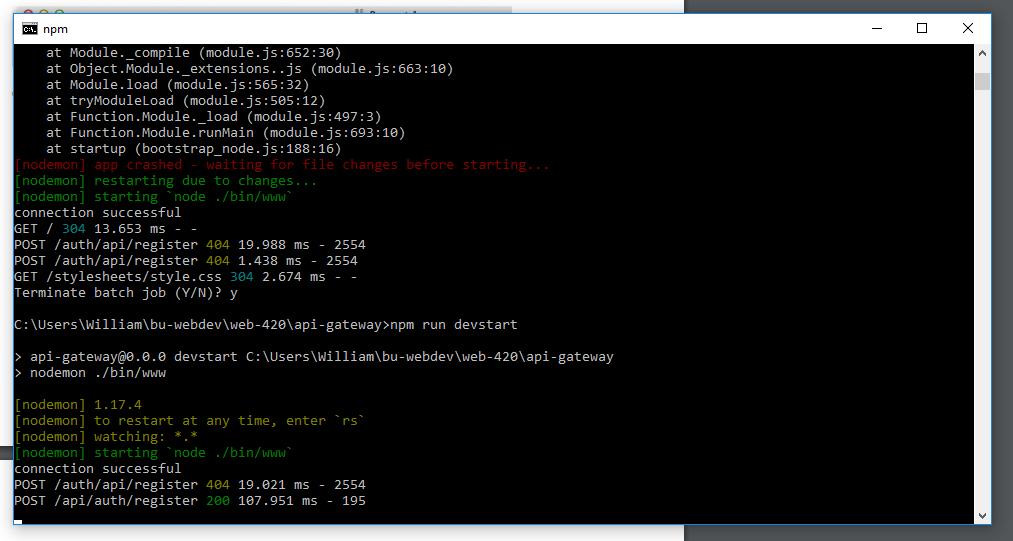 npm
at Module._compile (module.js:652:30)
at Object.Module._extensions..js (module.js:663:10)
at Module.load (module.js:565:32)
at tryModuleLoad (module.js:505:12)
at Function.Module._load (module.js:497:3)
at Function.Module.runMain (module.js:693:10)
at startup (bootstrap_node.js:188:16)
[nodemon] app crashed - waiting for file changes before starting...
[nodemon] restarting due to changes...
[nodemon] starting `node ./bin/www`
connection successful
GET / 304 13.653 ms - -
POST /auth/api/register 404 19.988 ms - 2554
POST /auth/api/register 404 1.438 ms - 2554
GET /stylesheets/style.css 304 2.674 ms - -
Terminate batch job (Y/N)? y
C:\Users\William\bu-webdev\web-420\api-gateway>npm run devstart
> api-gateway@0.0.0 devstart C:\Users\William\bu-webdev\web-420\api-gateway
> nodemon ./bin/www
[nodemon] 1.17.4
[nodemon] to restart at any time, enter `rs`
[nodemon] watching: *.*
[nodemon] starting `node ./bin/www`
connection successful
POST /auth/api/register 404 19.021 ms - 2554
POST /api/auth/register 200 107.951 ms - 195